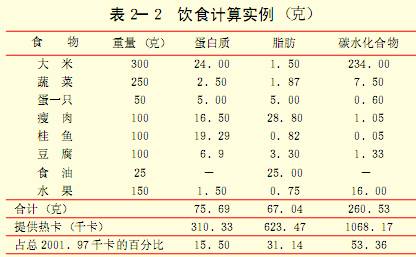 表 2－2 饮食计算实例 (克)
食 物 重量 (克) 蛋白质 脂肪 碳水化合物
大 米 300 24.00 1.50 234.00
蔬 菜 250 2.50 1.87 7.50
蛋一只 50 5.00 5.00 0.60
瘦 肉 100 16.50 28.80 1.05
桂 鱼 100 19.29 0.82 0.05
豆 腐 100 6.9 3.30 1.33
食 油 25 － 25.00 －
水 果 150 1.50 0.75 16.00
合计 (克) 75.69 67.04 260.53
提供热卡 (千卡) 310.33 623.47 1068.17
占总 2001.97 千卡的百分比 15.50 31.14 53.36